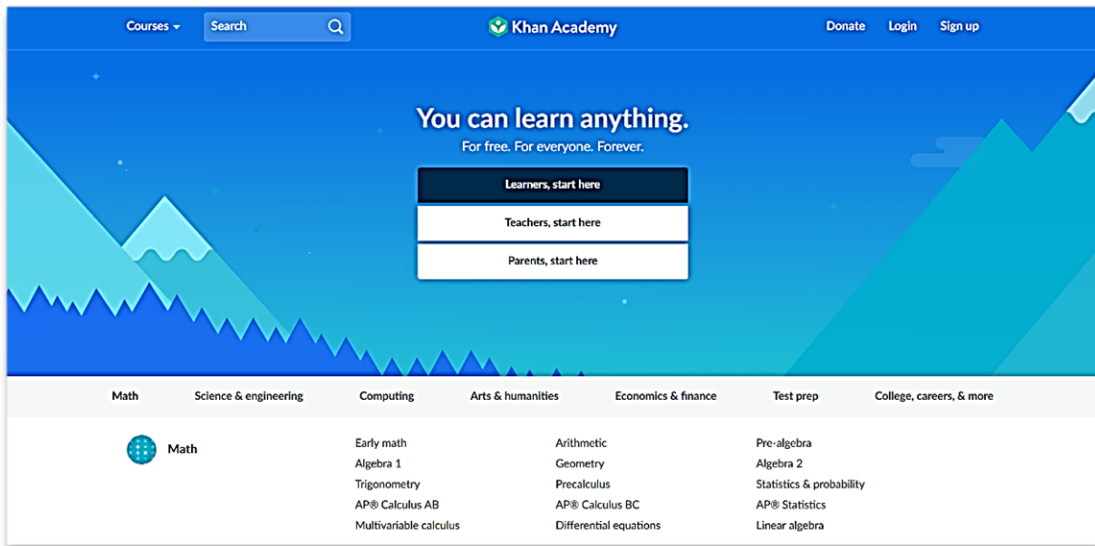 Courses Search Khan Academy Donate Login Sign up
You can learn anything.
For free. For everyone. Forever.
Learners, start here
Teachers, start here
Parents, start here
Math Science & engineering Computing Arts & humanities Economics & finance Test prep College, careers, & more
Math
Early math Arithmetic Pre-algebra
Algebra 1 Geometry Algebra 2
Trigonometry Precalculus Statistics & probability
AP® Calculus AB AP® Calculus BC AP® Statistics
Multivariable calculus Differential equations Linear algebra